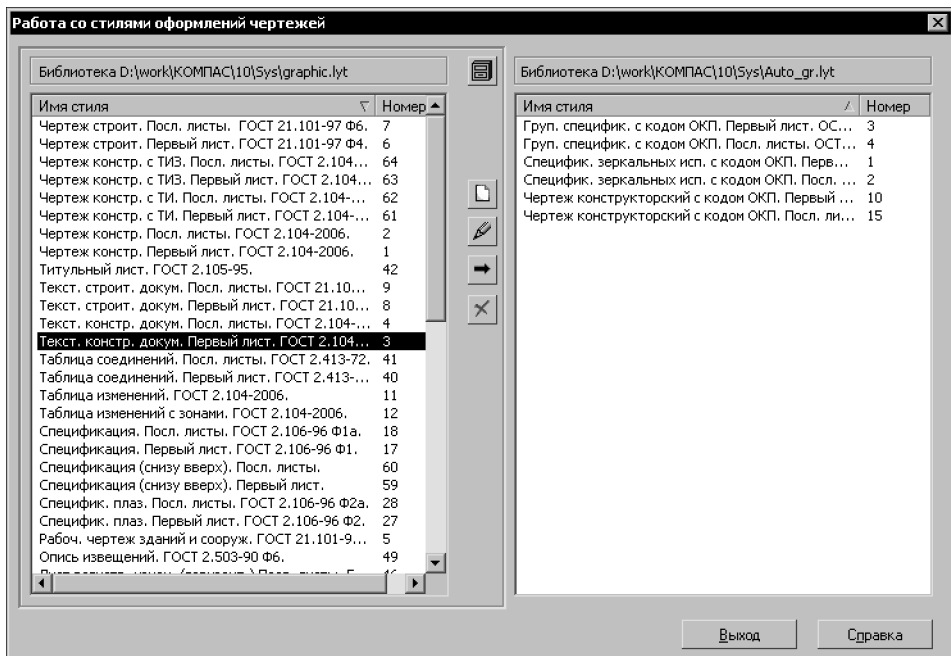 Работа со стилями оформлений чертежей
Библиотека D:\work\КОМПАС\10\Sys\graphic.lyt
Имя стиля Номер
Чертеж строит. Посл. листы. ГОСТ 21.101-97 Ф6. 7
Чертеж строит. Первый лист. ГОСТ 21.101-97 Ф4. 6
Чертеж констр. с ТИЗ. Посл. листы. ГОСТ 2.104... 64
Чертеж констр. с ТИЗ. Первый лист. ГОСТ 2.104... 63
Чертеж констр. с ТИ. Посл. листы. ГОСТ 2.104-... 62
Чертеж констр. с ТИ. Первый лист. ГОСТ 2.104-... 61
Чертеж констр. Посл. листы. ГОСТ 2.104-2006. 2
Чертеж констр. Первый лист. ГОСТ 2.104-2006. 1
Титульный лист. ГОСТ 2.105-95. 42
Текст. строит. докум. Посл. листы. ГОСТ 21.10... 9
Текст. строит. докум. Первый лист. ГОСТ 21.10... 8
Текст. констр. докум. Посл. листы. ГОСТ 2.104-... 4
Текст. констр. докум. Первый лист. ГОСТ 2.104... 3
Таблица соединений. Посл. листы. ГОСТ 2.413-72. 41
Таблица соединений. Первый лист. ГОСТ 2.413-... 40
Таблица изменений. ГОСТ 2.104-2006. 11
Таблица изменений с зонами. ГОСТ 2.104-2006. 12
Спецификация. Посл. листы. ГОСТ 2.106-96 Ф1а. 18
Спецификация. Первый лист. ГОСТ 2.106-96 Ф1. 17
Спецификация (снизу вверх). Посл. листы. 60
Спецификация (снизу вверх). Первый лист. 59
Специфик. плаз. Посл. листы. ГОСТ 2.106-96 Ф2а. 28
Специфик. плаз. Первый лист. ГОСТ 2.106-96 Ф2. 27
Рабоч. чертеж зданий и сооруж. ГОСТ 21.101-9... 5
Опись извещений. ГОСТ 2.503-90 Ф6. 49
Библиотека D:\work\КОМПАС\10\Sys\Auto_gr.lyt
Имя стиля Номер
Груп. специфик. с кодом ОКП. Первый лист. ОС... 3
Груп. специфик. с кодом ОКП. Посл. листы. ОСТ... 4
Специфик. зеркальных исп. с кодом ОКП. Перв... 1
Специфик. зеркальных исп. с кодом ОКП. Посл. ... 2
Чертеж конструкторский с кодом ОКП. Первый ... 10
Чертеж конструкторский с кодом ОКП. Посл. ли... 15
Выход
Справка